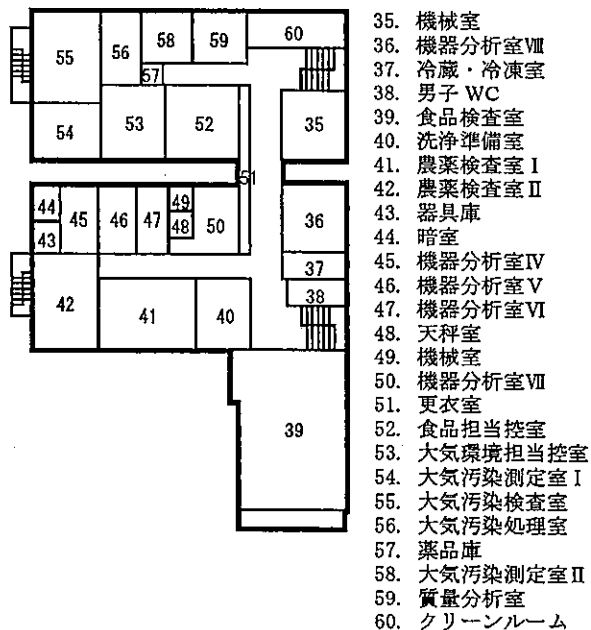 55
56
58
59
60
57
54
53
52
35
51
44
45
46
47
49
48
50
36
43
37
42
41
40
38
39
35. 機械室
36. 機器分析室Ⅷ
37. 冷蔵・冷凍室
38. 男子 WC
39. 食品検査室
40. 洗浄準備室
41. 農薬検査室Ⅰ
42. 農薬検査室Ⅱ
43. 器具庫
44. 暗室
45. 機器分析室Ⅳ
46. 機器分析室Ⅴ
47. 機器分析室Ⅵ
48. 天秤室
49. 機械室
50. 機器分析室Ⅶ
51. 更衣室
52. 食品担当控室
53. 大気環境担当控室
54. 大気汚染測定室Ⅰ
55. 大気汚染検査室
56. 大気汚染処理室
57. 薬品庫
58. 大気汚染測定室Ⅱ
59. 質量分析室
60. クリーンルーム